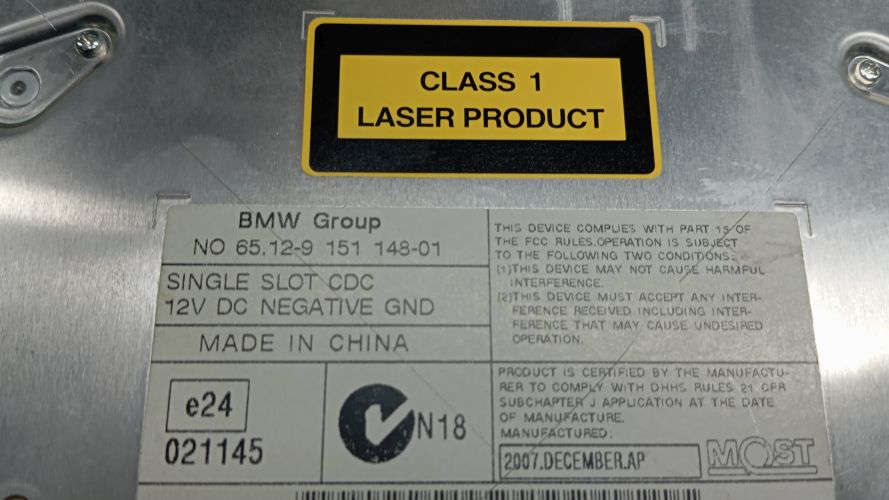 CLASS 1
LASER PRODUCT
BMW Group
NO 65.12-9 151 148-01
SINGLE SLOT CDC
12V DC NEGATIVE GND
MADE IN CHINA
e24
021145
N18
THIS DEVICE COMPLIES WITH PART 15 OF
THE FCC RULES.OPERATION IS SUBJECT
TO THE FOLLOWING TWO CONDITIONS:
(1)THIS DEVICE MAY NOT CAUSE HARMFUL
INTERFERENCE.
(2)THIS DEVICE MUST ACCEPT ANY INTER-
FERENCE RECEIVED INCLUDING INTER-
FERENCE THAT MAY CAUSE UNDESIRED
OPERATION.
PRODUCT IS CERTIFIED BY THE MANUFACTU-
RER TO COMPLY WITH DHHS RULES 21 CFR
SUBCHAPTER J APPLICATION AT THE DATE
OF MANUFACTURE.
MANUFACTURED:
2007.DECEMBER.AP
MOST